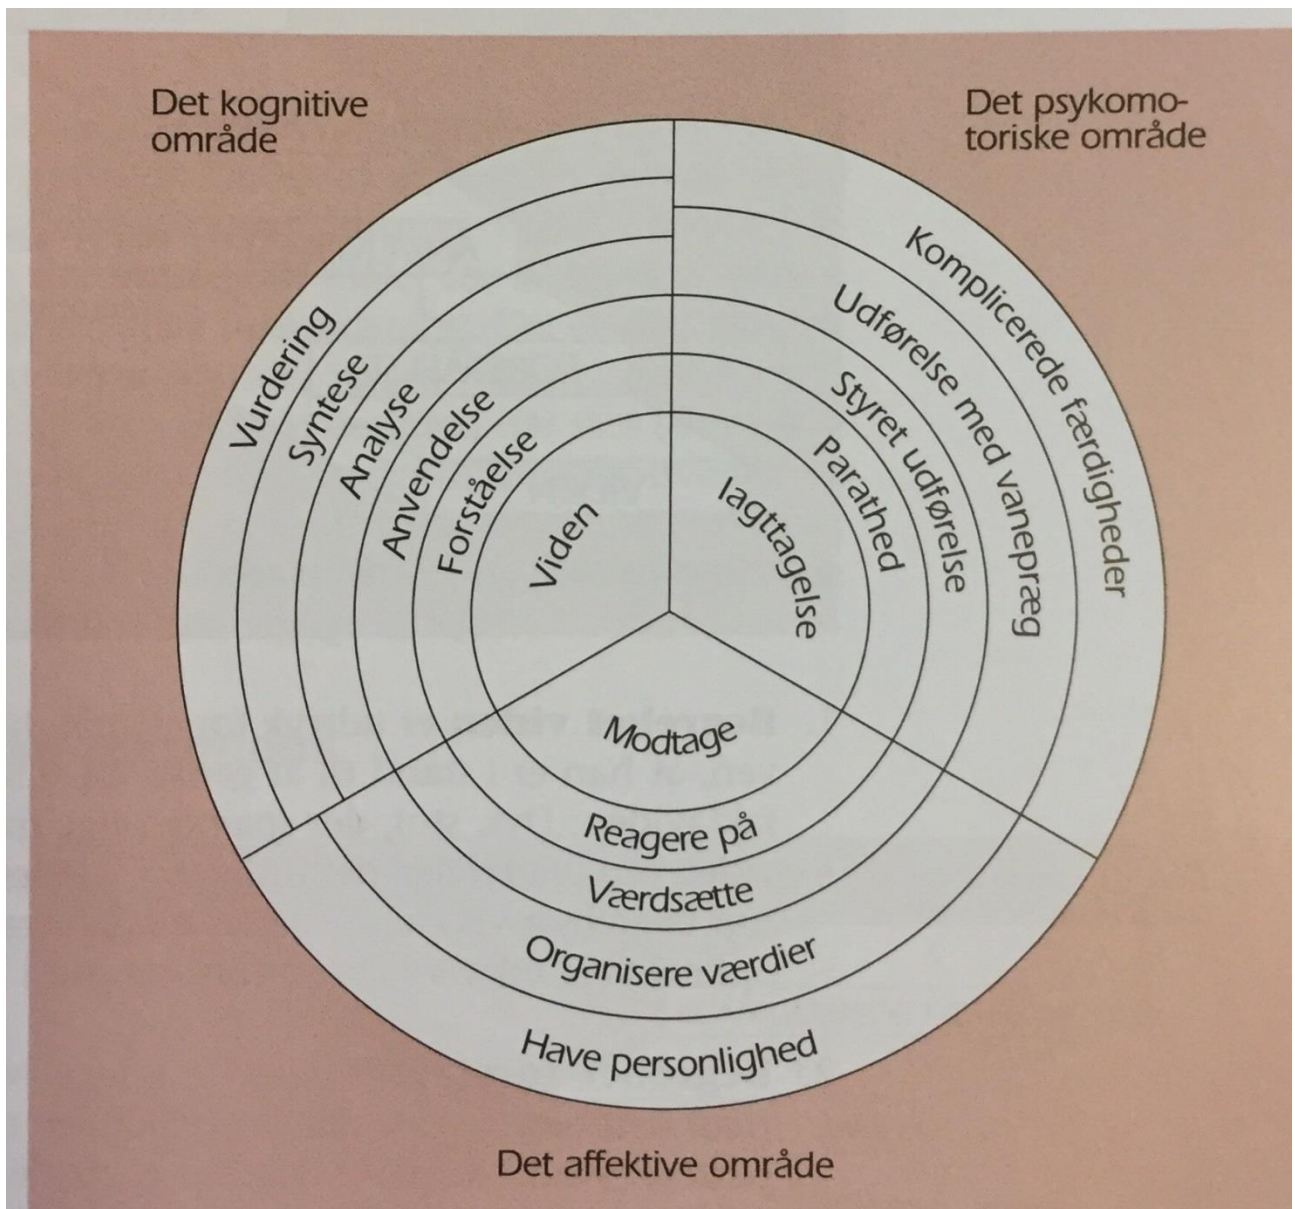 Det kognitive
område
Det psykomo-
toriske område
Vurdering
Syntese
Analyse
Anvendelse
Forståelse
Viden
Komplicerede færdigheder
Udførelse med vanepræg
Styret udførelse
Parathed
Iagttagelse
Modtage
Reagere på
Værdsætte
Organisere værdier
Have personlighed
Det affektive område